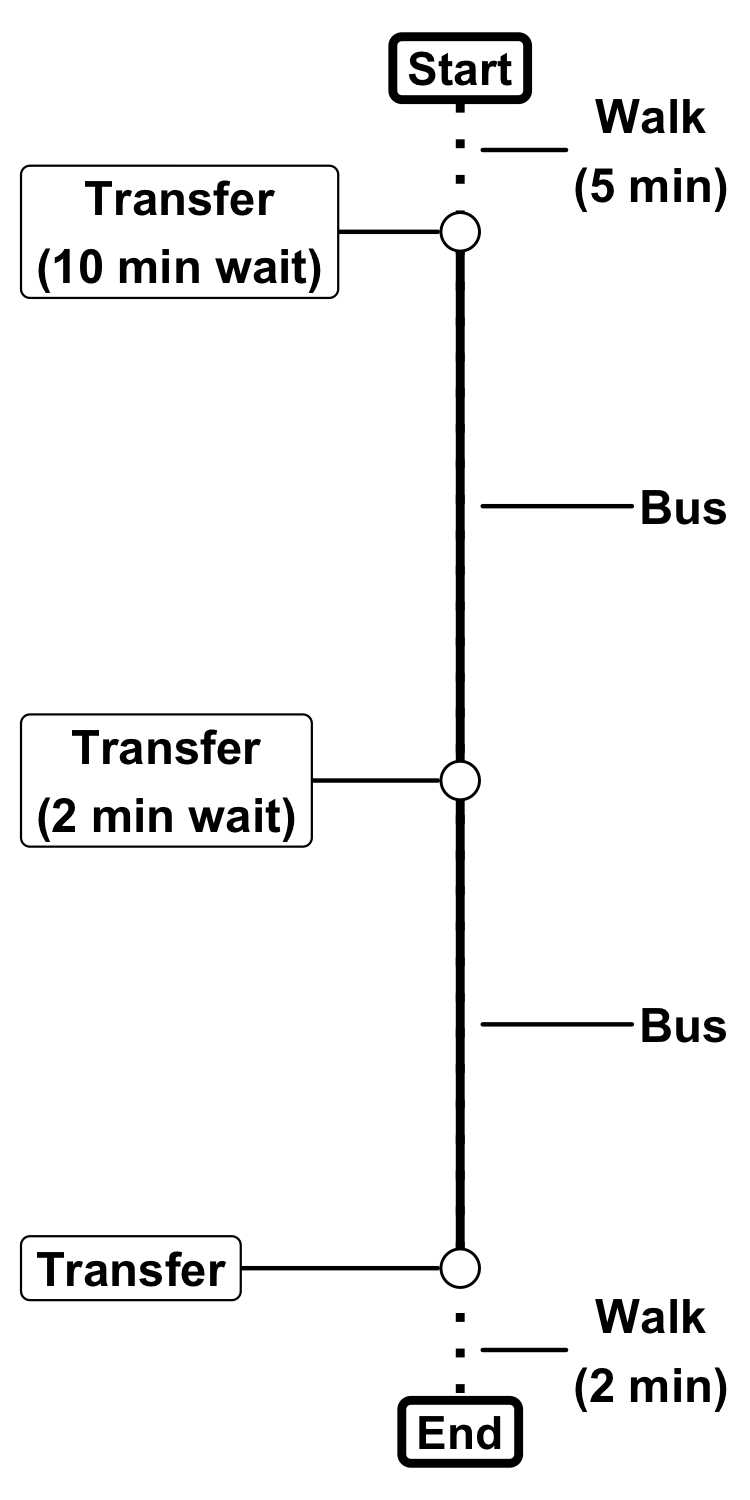 Start
Walk
(5 min)
Transfer
(10 min wait)
Bus
Transfer
(2 min wait)
Bus
Transfer
Walk
(2 min)
End